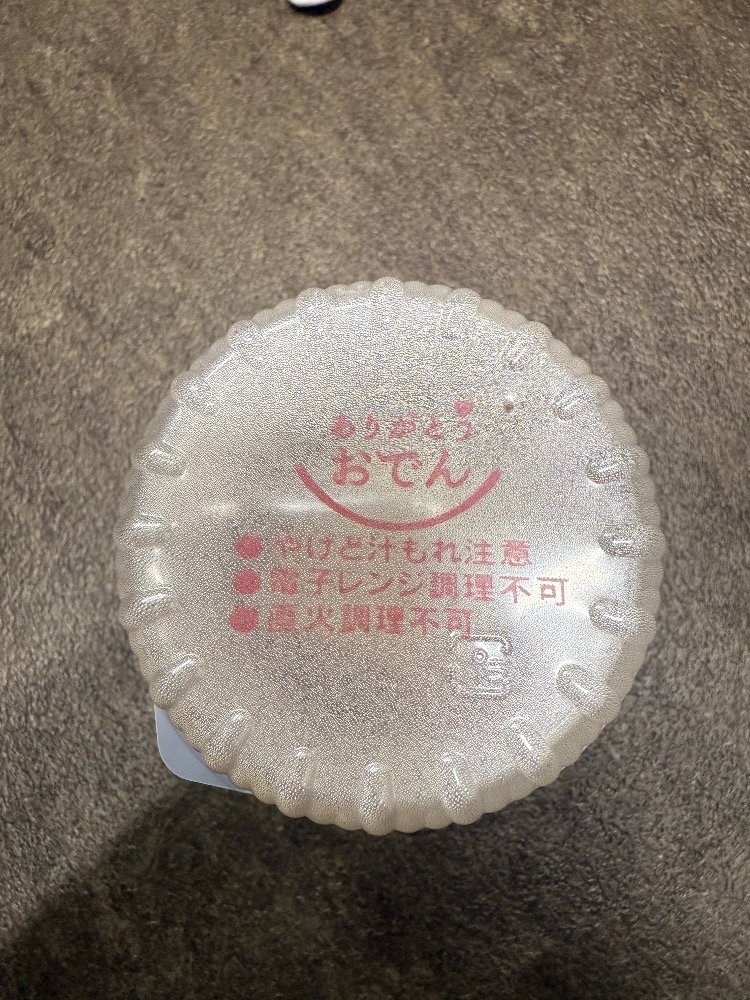 ありがとう
おでん
●やけど汁もれ注意
●電子レンジ調理不可
●直火調理不可